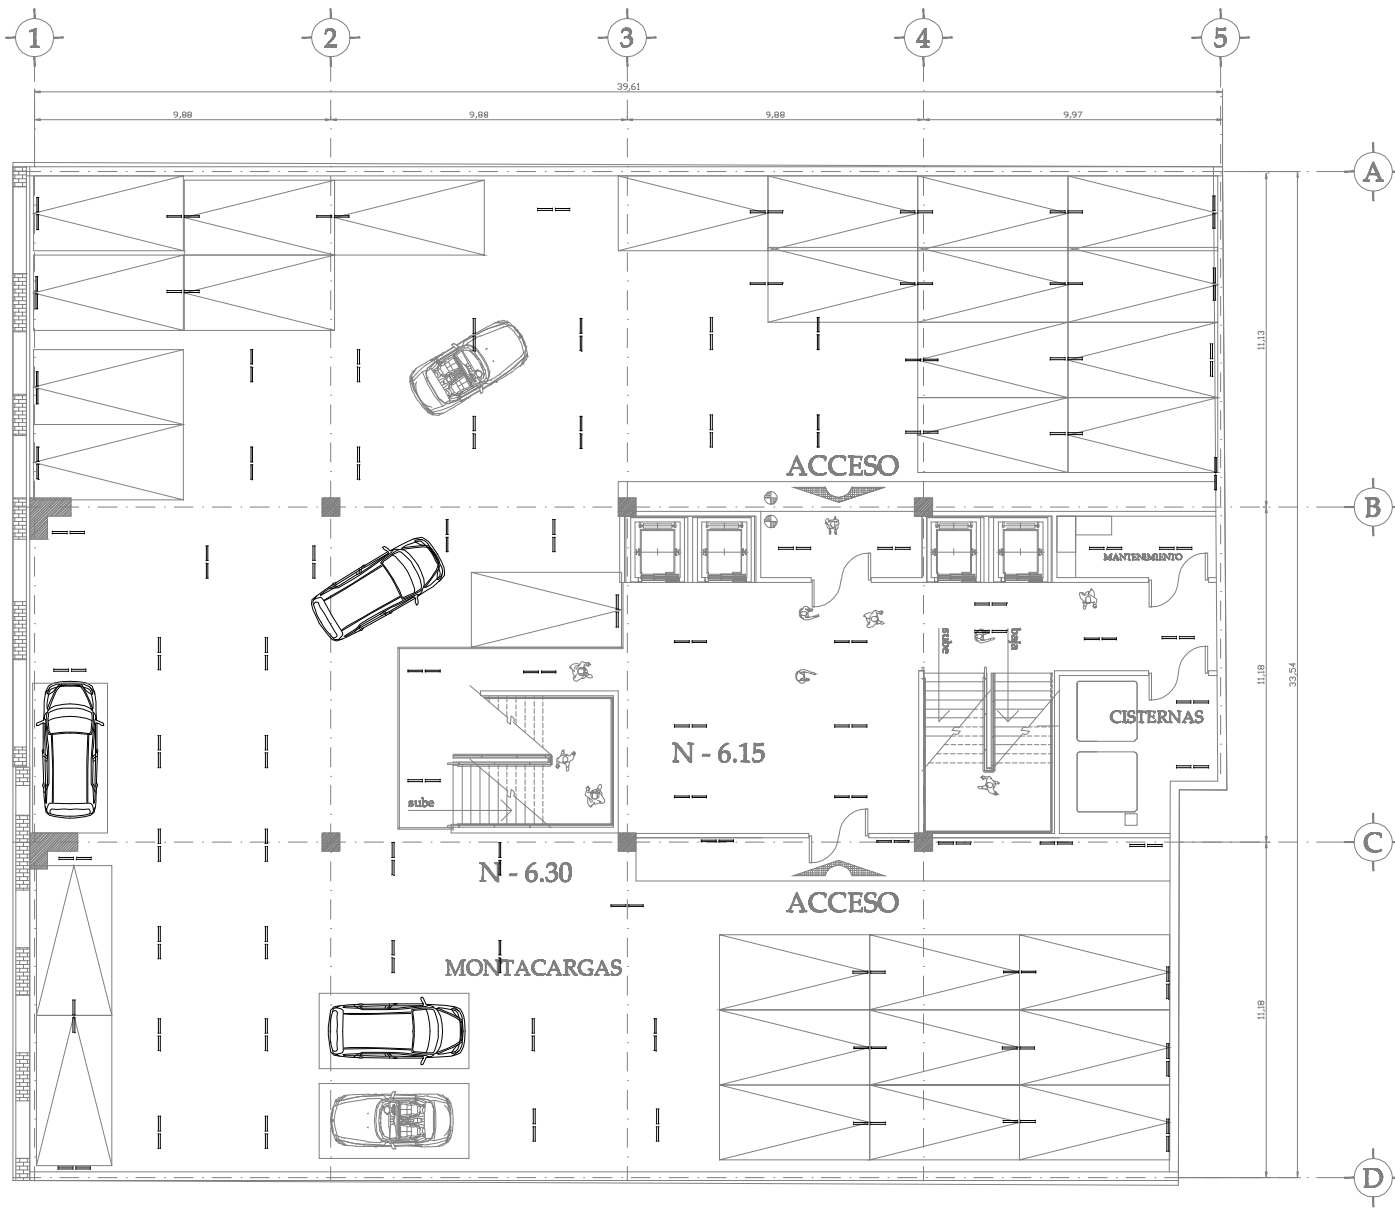 1 2 3 4 5
39,61
9,88 9,88 9,88 9,97
A
11,13
ACCESO
B
MANTENIMIENTO
sube baja
11,18
33,54
CISTERNAS
N - 6.15
sube
C
N - 6.30
ACCESO
MONTACARGAS
11,18
D